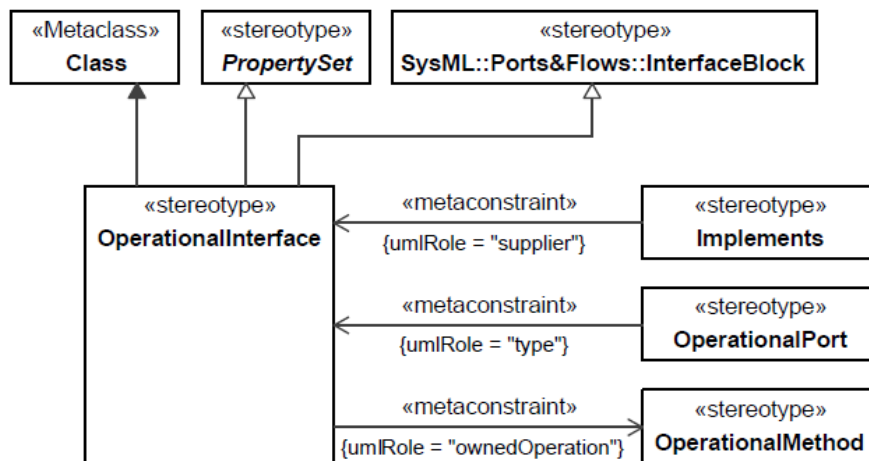 «Metaclass»
Class
«stereotype»
PropertySet
«stereotype»
SysML::Ports&Flows::InterfaceBlock
«stereotype»
OperationalInterface
«metaconstraint»
{umlRole = "supplier"}
«stereotype»
Implements
«metaconstraint»
{umlRole = "type"}
«stereotype»
OperationalPort
«metaconstraint»
{umlRole = "ownedOperation"}
«stereotype»
OperationalMethod